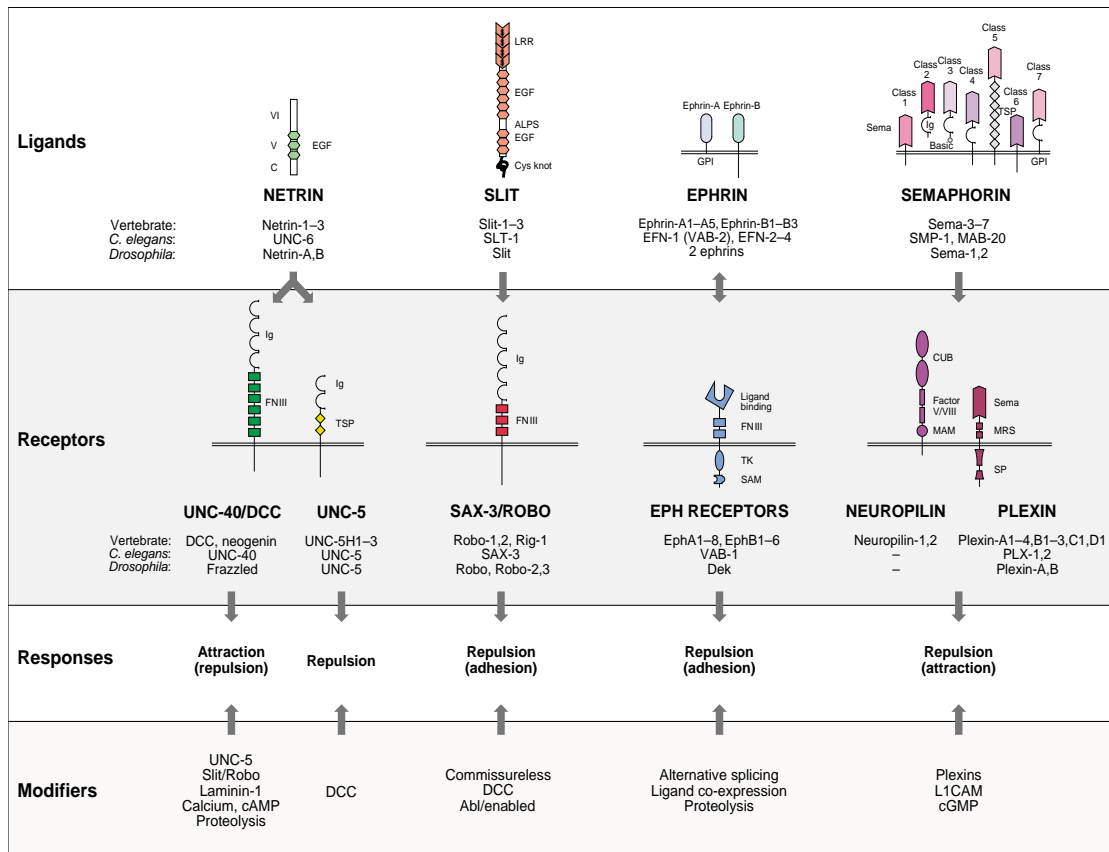 Ligands
VI
V
C
EGF
NETRIN
LRR
EGF
ALPS
EGF
Cys knot
SLIT
Ephrin-A Ephrin-B
GPI
EPHRIN
Class
1
Sema
Class
2
Ig
Class
3
Basic
Class
4
Class
5
TSP
Class
6
Class
7
GPI
SEMAPHORIN
Vertebrate: Netrin-1–3 Slit-1–3 Ephrin-A1–A5, Ephrin-B1–B3 Sema-3–7
C. elegans: UNC-6 SLT-1 EFN-1 (VAB-2), EFN-2–4 SMP-1, MAB-20
Drosophila: Netrin-A,B Slit 2 ephrins Sema-1,2
Receptors
Ig
FNIII
Ig
TSP
Ig
FNIII
Ligand
binding
FNIII
TK
SAM
CUB
Factor
V/VIII
MAM
Sema
MRS
SP
UNC-40/DCC UNC-5 SAX-3/ROBO EPH RECEPTORS NEUROPILIN PLEXIN
Vertebrate: DCC, neogenin UNC-5H1–3 Robo-1,2, Rig-1 EphA1–8, EphB1–6 Neuropilin-1,2 Plexin-A1–4,B1–3,C1,D1
C. elegans: UNC-40 UNC-5 SAX-3 VAB-1 – PLX-1,2
Drosophila: Frazzled UNC-5 Robo, Robo-2,3 Dek – Plexin-A,B
Responses
Attraction
(repulsion)
Repulsion
Repulsion
(adhesion)
Repulsion
(adhesion)
Repulsion
(attraction)
Modifiers
UNC-5
Slit/Robo
Laminin-1
Calcium, cAMP
Proteolysis
DCC
Commissureless
DCC
Abl/enabled
Alternative splicing
Ligand co-expression
Proteolysis
Plexins
L1CAM
cGMP